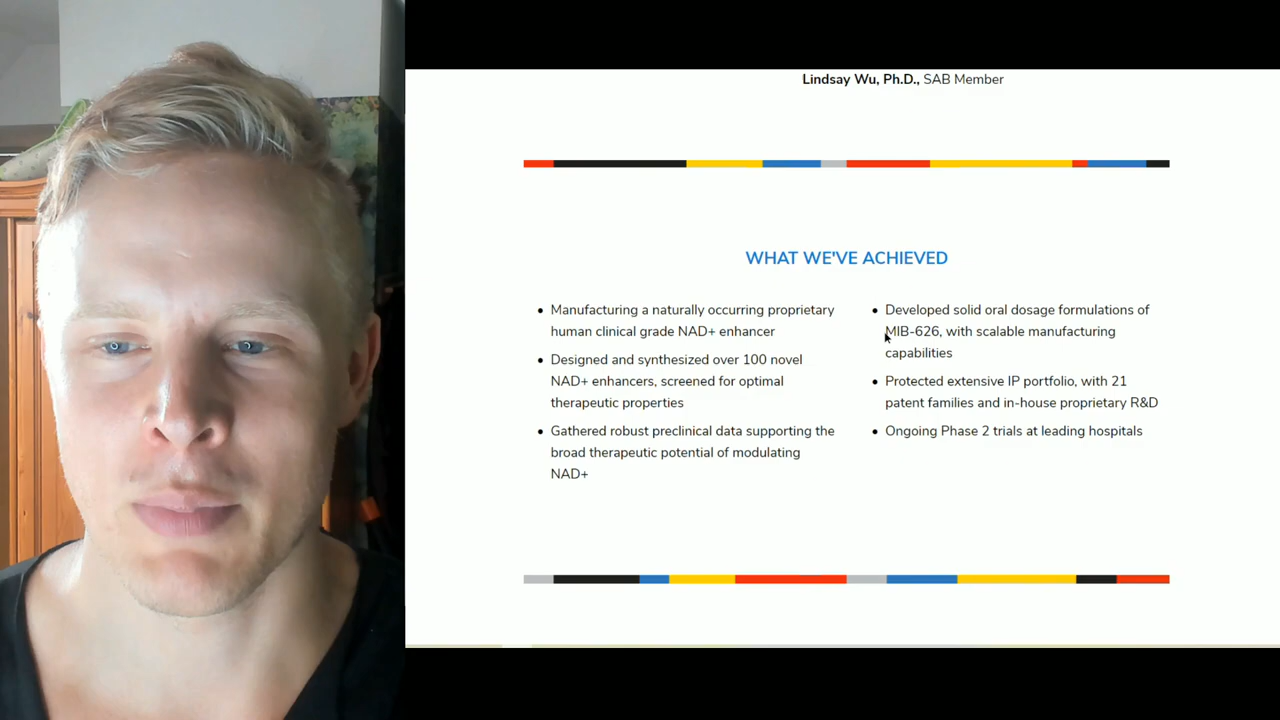 Lindsay Wu, Ph.D., SAB Member
WHAT WE'VE ACHIEVED
Manufacturing a naturally occurring proprietary
human clinical grade NAD+ enhancer
Designed and synthesized over 100 novel
NAD+ enhancers, screened for optimal
therapeutic properties
Gathered robust preclinical data supporting the
broad therapeutic potential of modulating
NAD+
Developed solid oral dosage formulations of
MIB-626, with scalable manufacturing
capabilities
Protected extensive IP portfolio, with 21
patent families and in-house proprietary R&D
Ongoing Phase 2 trials at leading hospitals